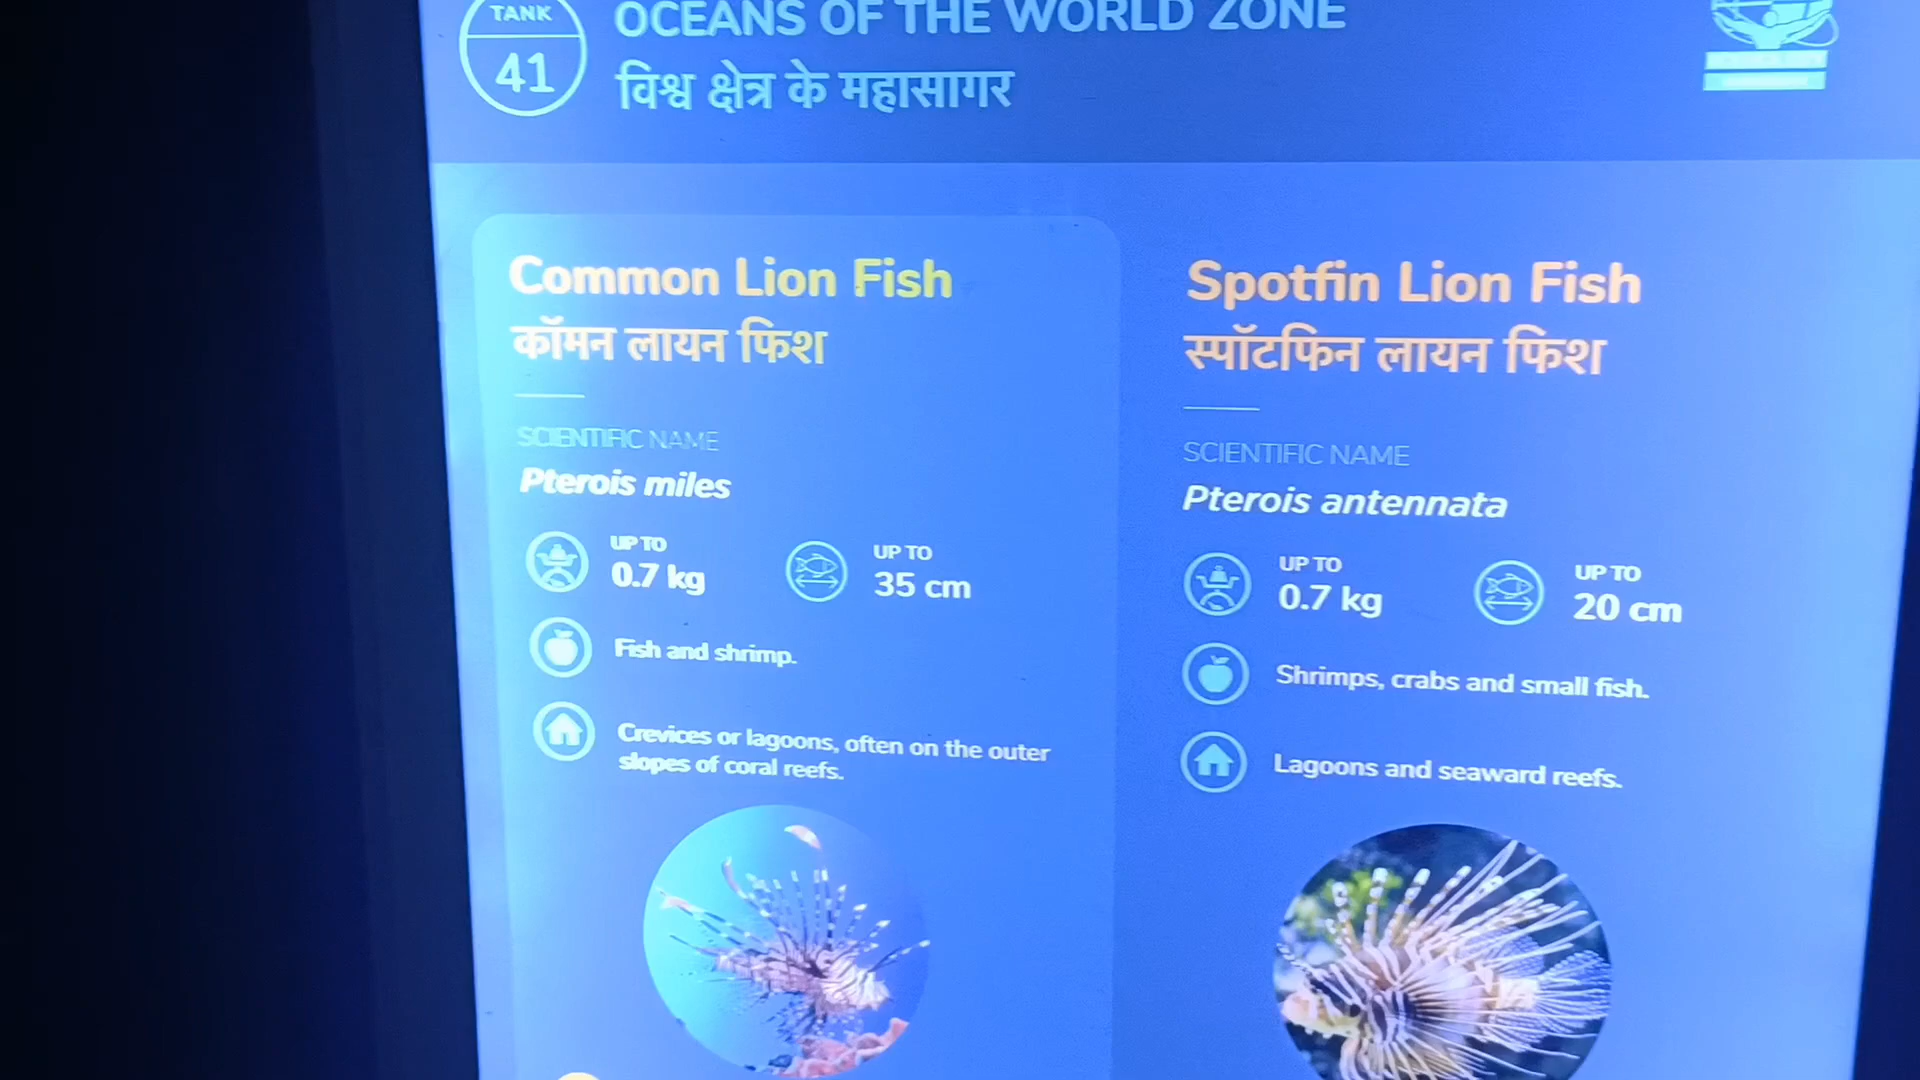 TANK
41
OCEANS OF THE WORLD ZONE
विश्व क्षेत्र के महासागर
Common Lion Fish
कॉमन लायन फिश
SCIENTIFIC NAME
Pterois miles
UP TO
0.7 kg
UP TO
35 cm
Fish and shrimp.
Crevices or lagoons, often on the outer
slopes of coral reefs.
Spotfin Lion Fish
स्पॉटफिन लायन फिश
SCIENTIFIC NAME
Pterois antennata
UP TO
0.7 kg
UP TO
20 cm
Shrimps, crabs and small fish.
Lagoons and seaward reefs.